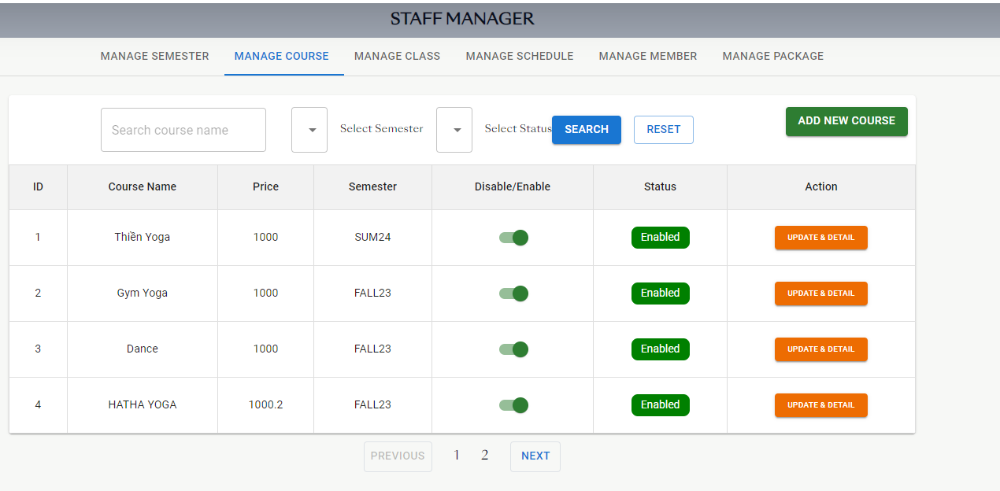 STAFF MANAGER
MANAGE SEMESTER MANAGE COURSE MANAGE CLASS MANAGE SCHEDULE MANAGE MEMBER MANAGE PACKAGE
Search course name Select Semester Select Status SEARCH RESET ADD NEW COURSE
ID Course Name Price Semester Disable/Enable Status Action
1 Thiền Yoga 1000 SUM24 Enabled UPDATE & DETAIL
2 Gym Yoga 1000 FALL23 Enabled UPDATE & DETAIL
3 Dance 1000 FALL23 Enabled UPDATE & DETAIL
4 HATHA YOGA 1000.2 FALL23 Enabled UPDATE & DETAIL
PREVIOUS 1 2 NEXT